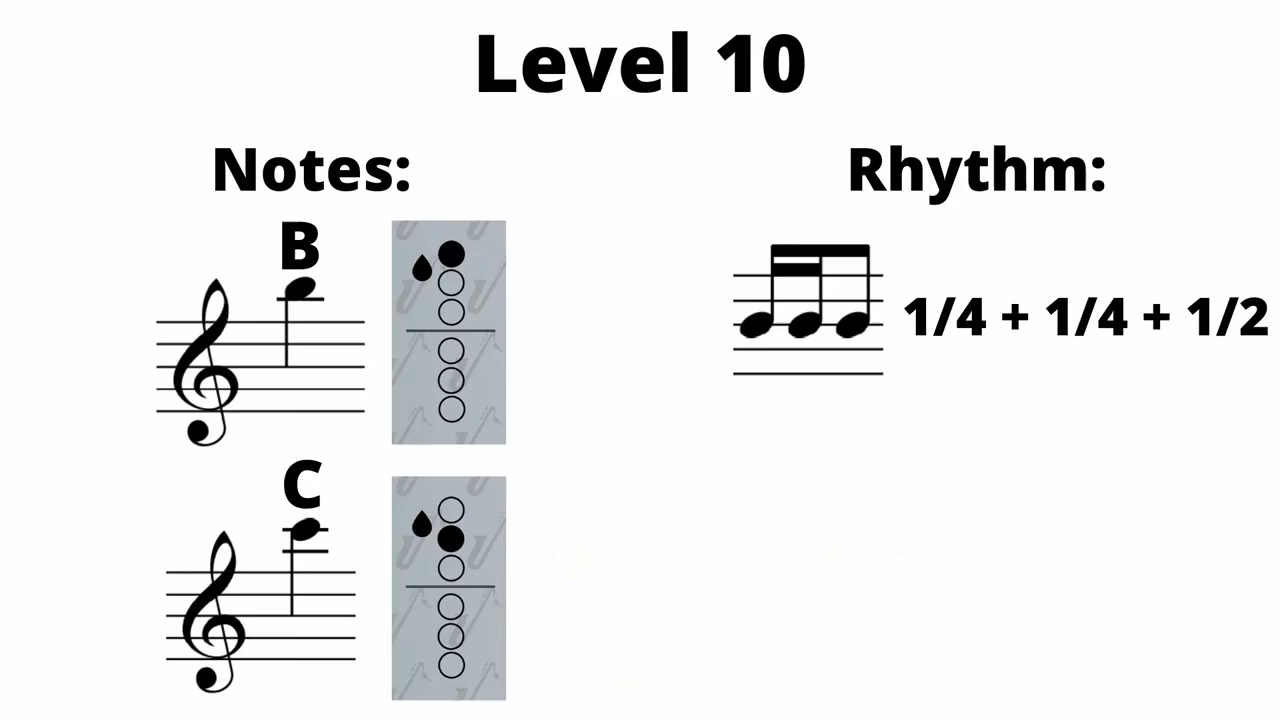 Level 10
Notes:
Rhythm:
B
1/4 + 1/4 + 1/2
C